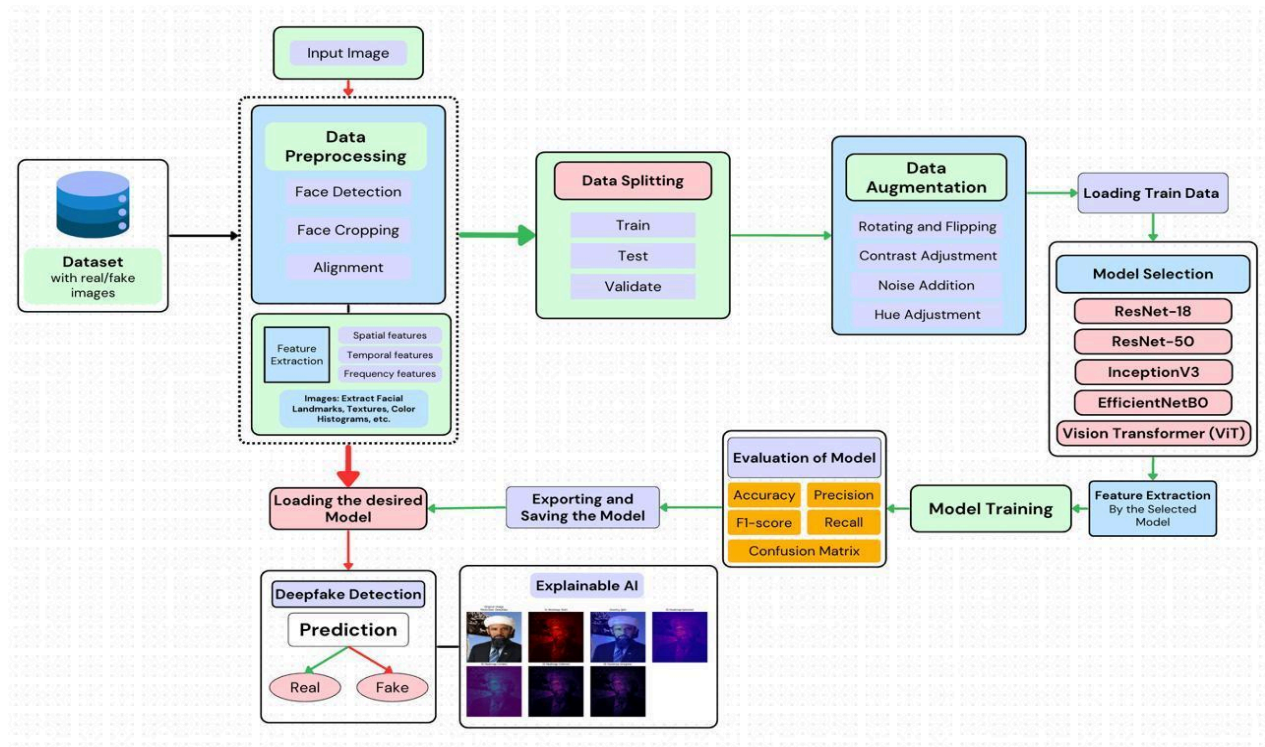 Input Image
Data
Preprocessing
Face Detection
Face Cropping
Alignment
Dataset
with real/fake
images
Feature
Extraction
Spatial features
Temporal features
Frequency features
Images: Extract Facial
Landmarks, Textures, Color
Histograms, etc.
Data Splitting
Train
Test
Validate
Data
Augmentation
Rotating and Flipping
Contrast Adjustment
Noise Addition
Hue Adjustment
Loading Train Data
Model Selection
ResNet-18
ResNet-50
InceptionV3
EfficientNetB0
Vision Transformer (ViT)
Feature Extraction
By the Selected
Model
Model Training
Evaluation of Model
Accuracy
Precision
F1-score
Recall
Confusion Matrix
Exporting and
Saving the Model
Loading the desired
Model
Deepfake Detection
Prediction
Real
Fake
Explainable AI